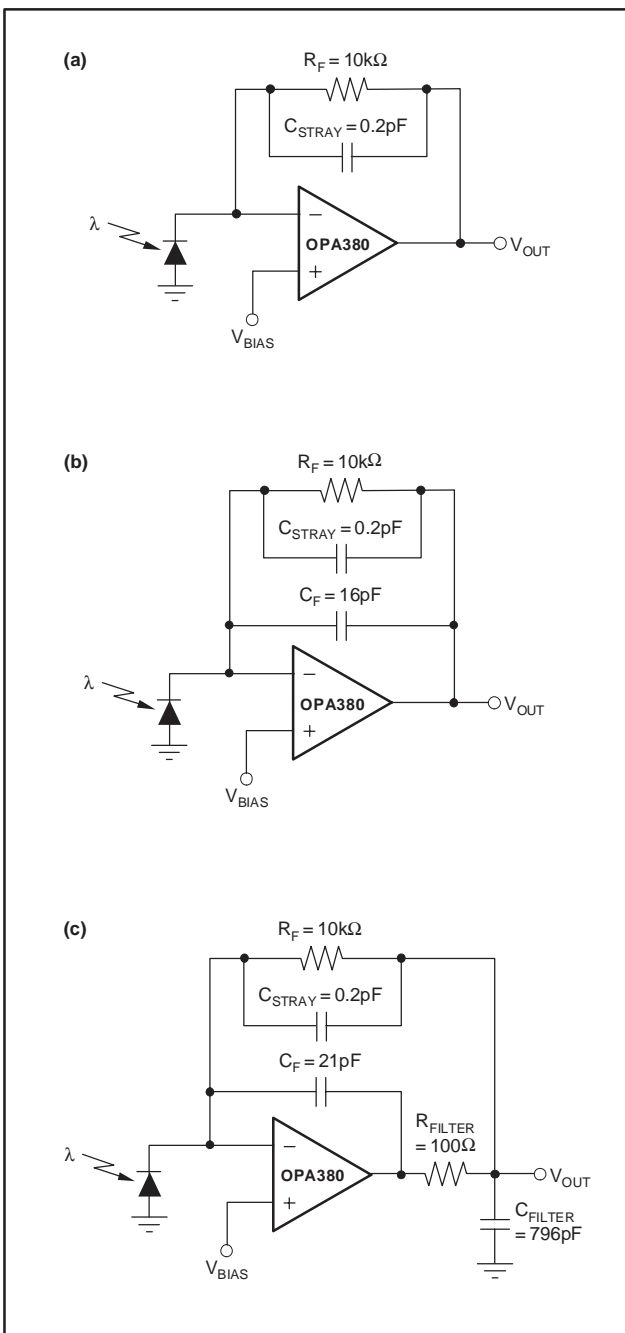 (a)
R_F = 10kΩ
C_STRAY = 0.2pF
λ
−
OPA380
+
V_OUT
V_BIAS
(b)
R_F = 10kΩ
C_STRAY = 0.2pF
C_F = 16pF
λ
−
OPA380
+
V_OUT
V_BIAS
(c)
R_F = 10kΩ
C_STRAY = 0.2pF
C_F = 21pF
R_FILTER
= 100Ω
λ
−
OPA380
+
V_OUT
C_FILTER
= 796pF
V_BIAS